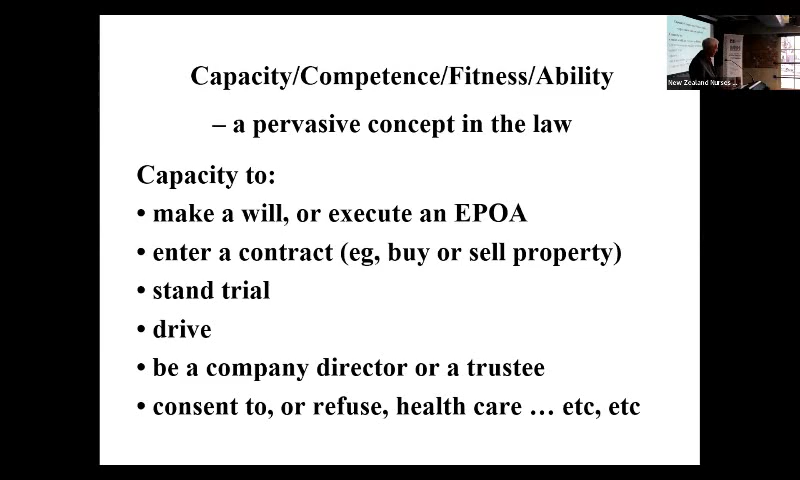 Capacity/Competence/Fitness/Ability
– a pervasive concept in the law
Capacity to:
• make a will, or execute an EPOA
• enter a contract (eg, buy or sell property)
• stand trial
• drive
• be a company director or a trustee
• consent to, or refuse, health care … etc, etc
New Zealand Nurses ...